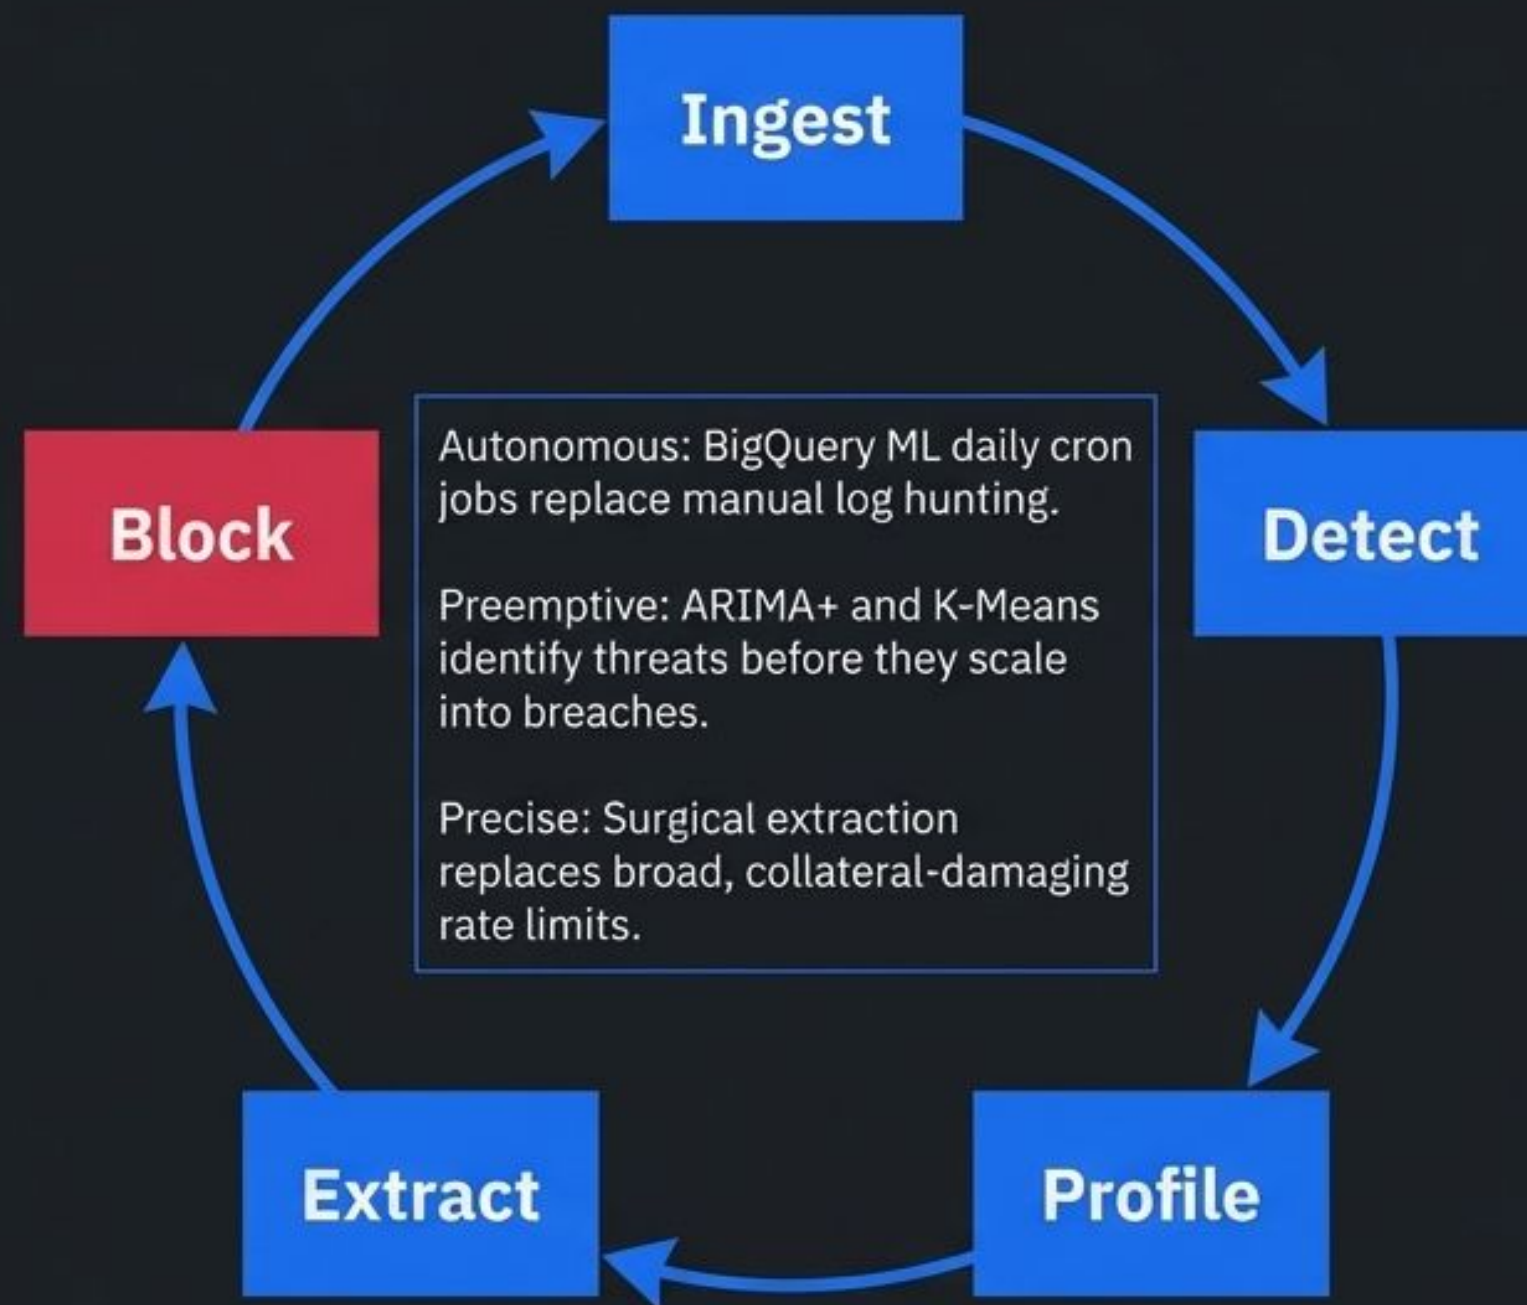 Ingest
Detect
Profile
Extract
Block
Autonomous: BigQuery ML daily cron
jobs replace manual log hunting.
Preemptive: ARIMA+ and K-Means
identify threats before they scale
into breaches.
Precise: Surgical extraction
replaces broad, collateral-damaging
rate limits.